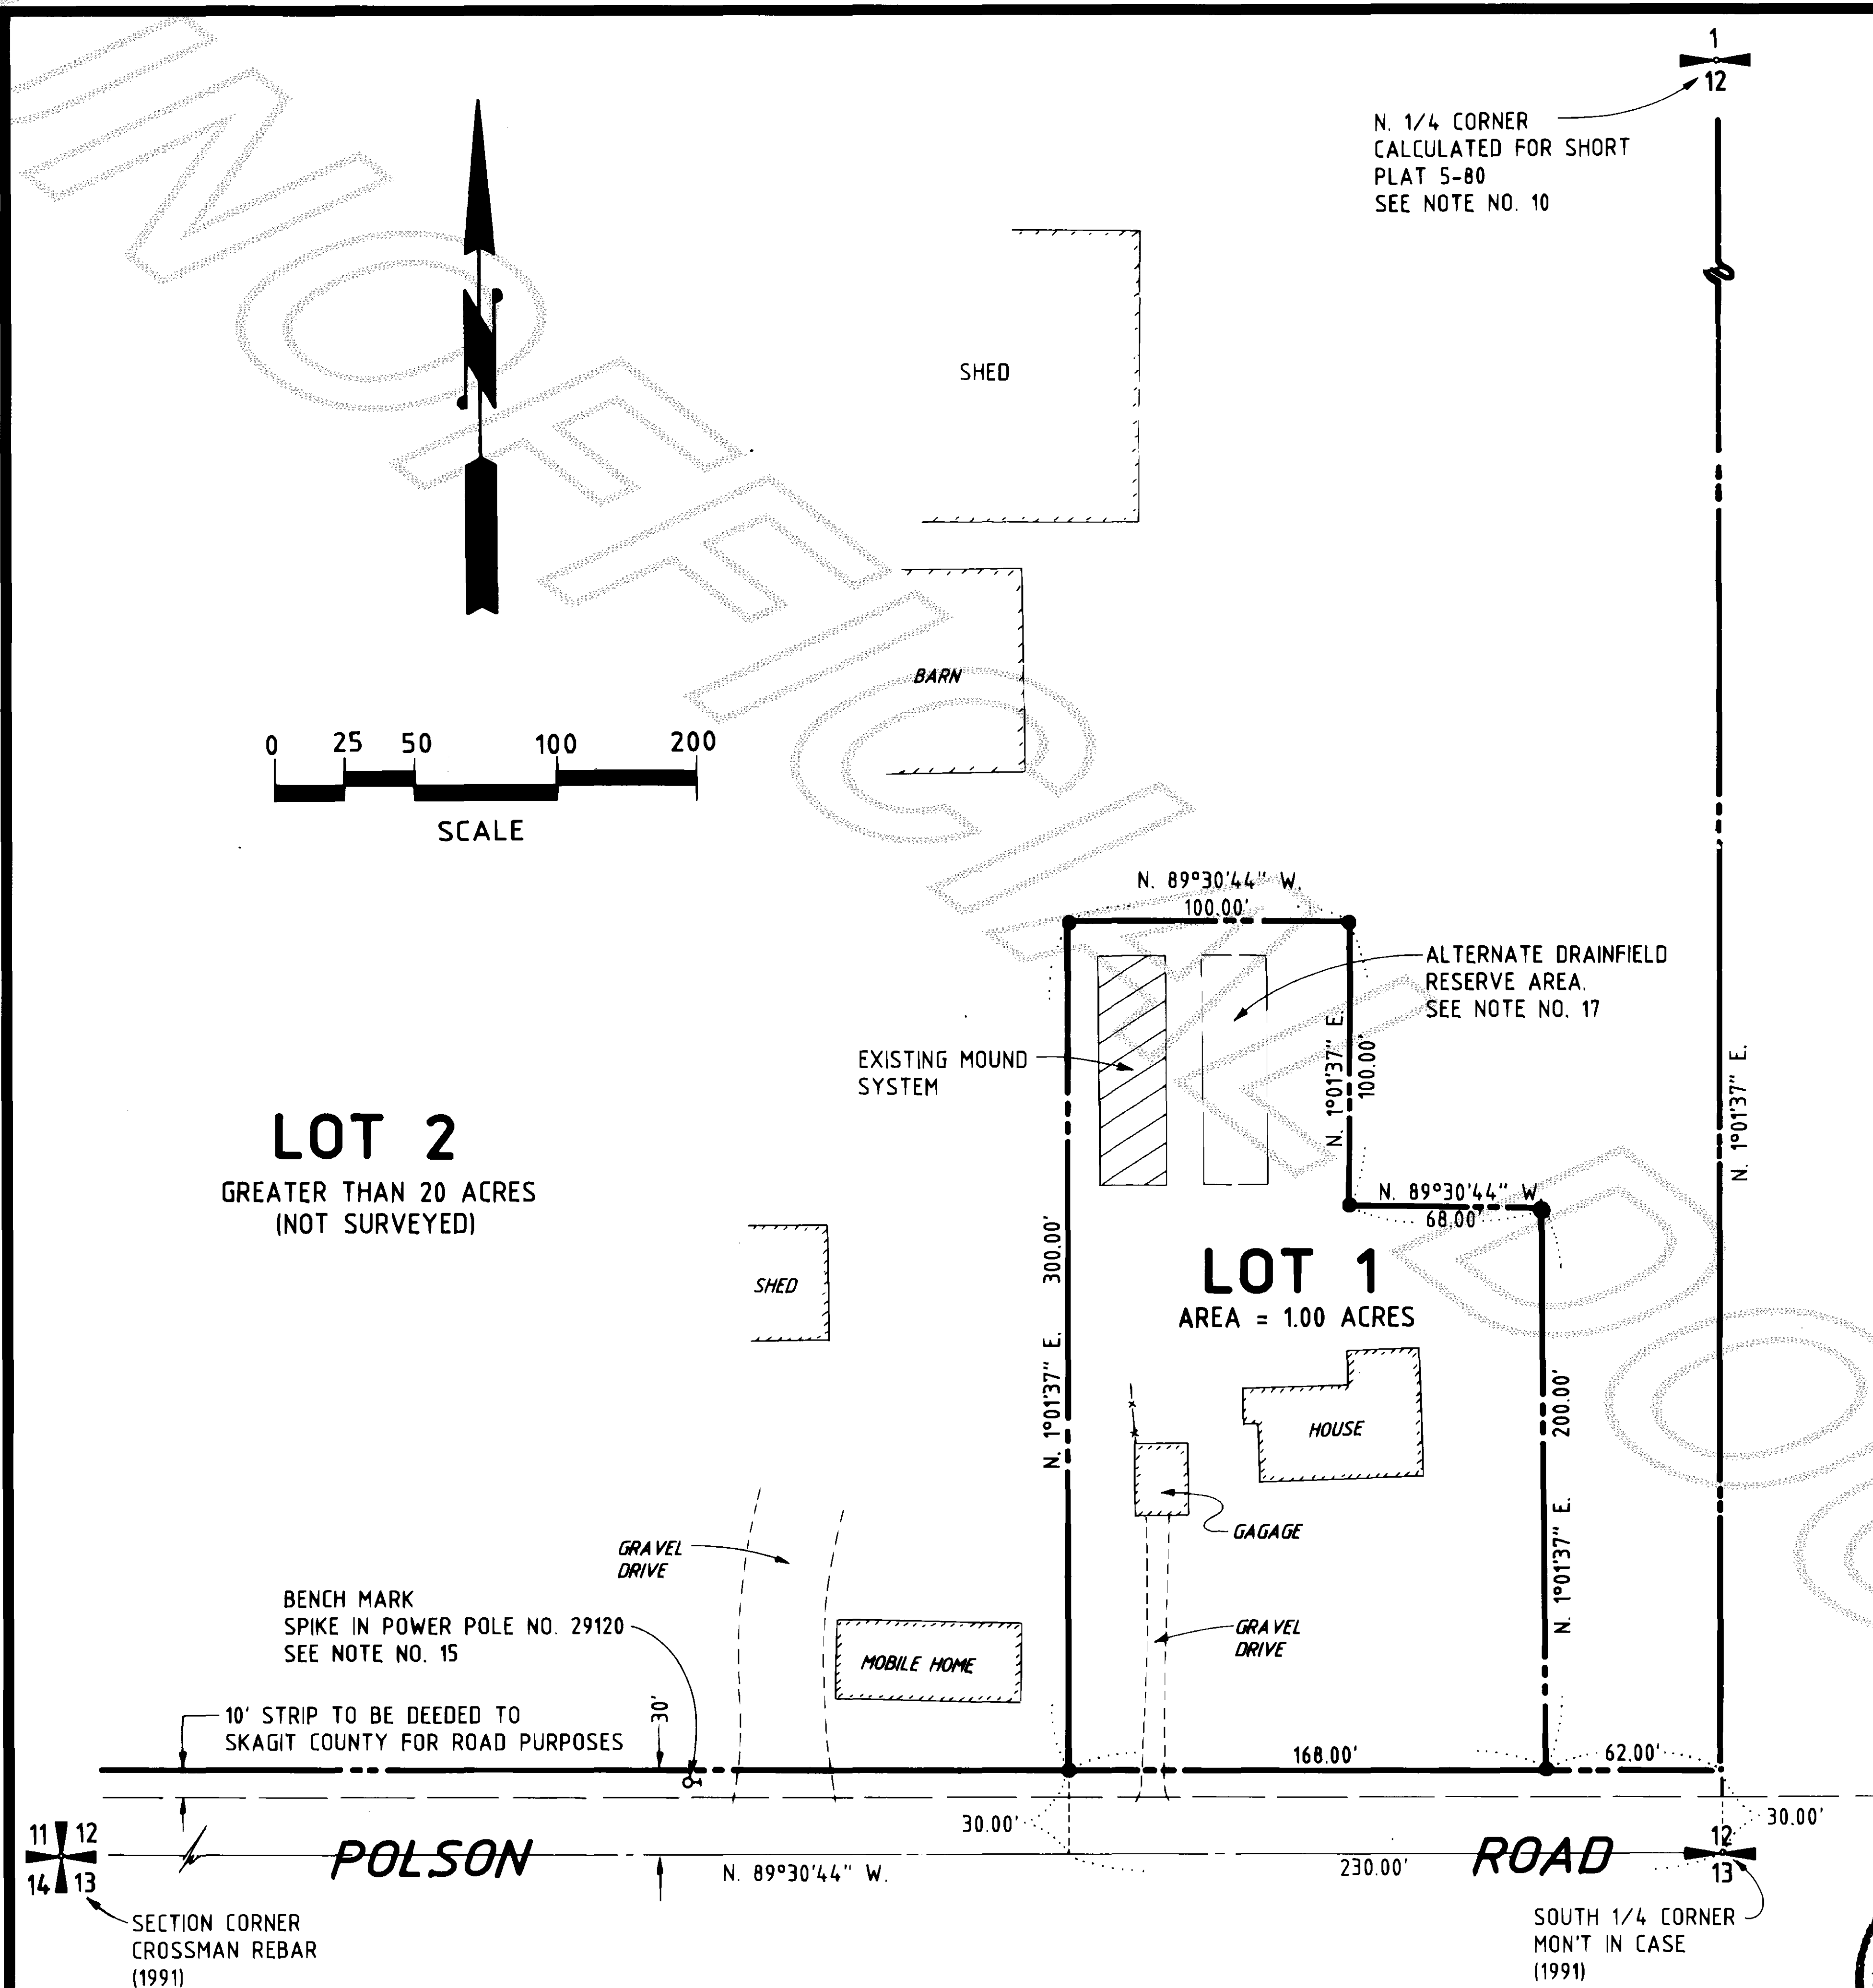 1
12
N. 1/4 CORNER
CALCULATED FOR SHORT
PLAT 5-80
SEE NOTE NO. 10
N
SHED
BARN
0 25 50 100 200
SCALE
N. 89°30'44" W.
100.00'
ALTERNATE DRAINFIELD
RESERVE AREA.
SEE NOTE NO. 17
N. 1°01'37" E.
100.00'
EXISTING MOUND
SYSTEM
N. 1°01'37" E.
LOT 2
GREATER THAN 20 ACRES
(NOT SURVEYED)
N. 89°30'44" W
68.00'
LOT 1
AREA = 1.00 ACRES
SHED
N. 1°01'37" E. 300.00'
HOUSE
N. 1°01'37" E. 200.00'
GAGAGE
GRAVEL
DRIVE
BENCH MARK
SPIKE IN POWER POLE NO. 29120
SEE NOTE NO. 15
MOBILE HOME
GRAVEL
DRIVE
10' STRIP TO BE DEEDED TO
SKAGIT COUNTY FOR ROAD PURPOSES
30'
168.00'
62.00'
30.00'
30.00'
11 12
14 13
POLSON ROAD
N. 89°30'44" W.
230.00'
12
13
SECTION CORNER
CROSSMAN REBAR
(1991)
SOUTH 1/4 CORNER
MON'T IN CASE
(1991)
UNOFFICIAL DOC